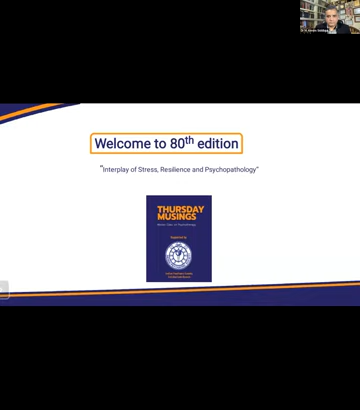 Welcome to 80th edition
"Interplay of Stress, Resilience and Psychopathology"
THURSDAY
MUSINGS